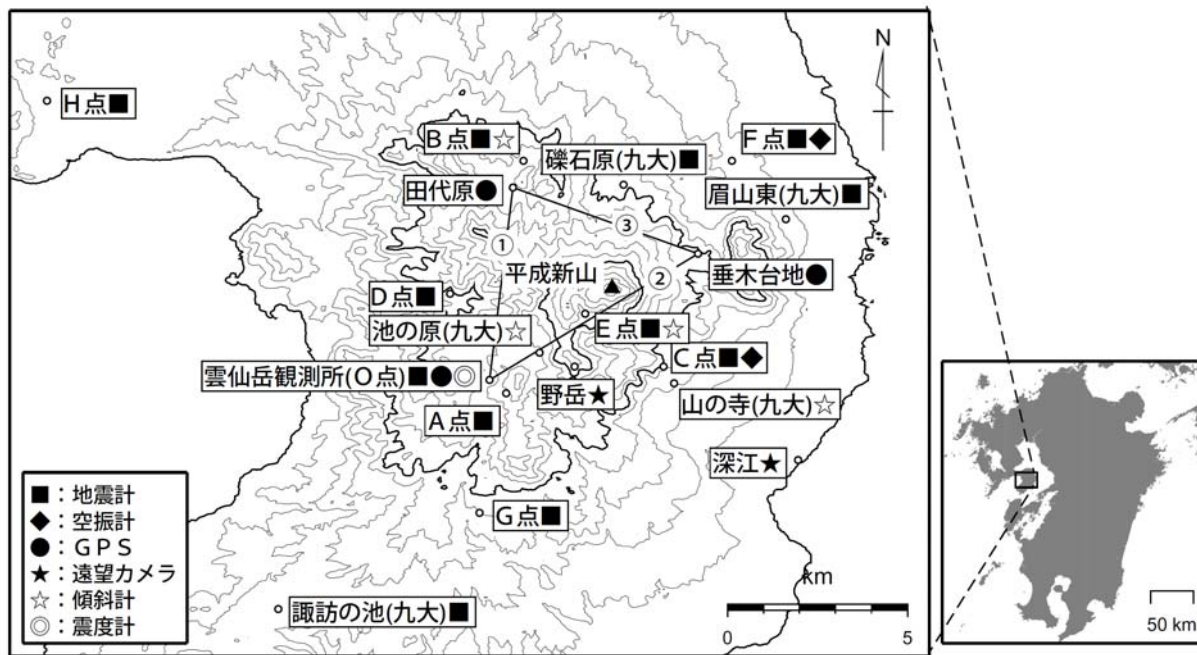 N
H点■
B点■☆
礫石原(九大)■
F点■◆
田代原●
眉山東(九大)■
①
③
平成新山
②
垂木台地●
D点■
池の原(九大)☆
E点■☆
C点■◆
雲仙岳観測所(O点)■●◎
野岳★
山の寺(九大)☆
A点■
深江★
G点■
■：地震計
◆：空振計
●：GPS
★：遠望カメラ
☆：傾斜計
◎：震度計
諏訪の池(九大)■
km
0 5
50 km